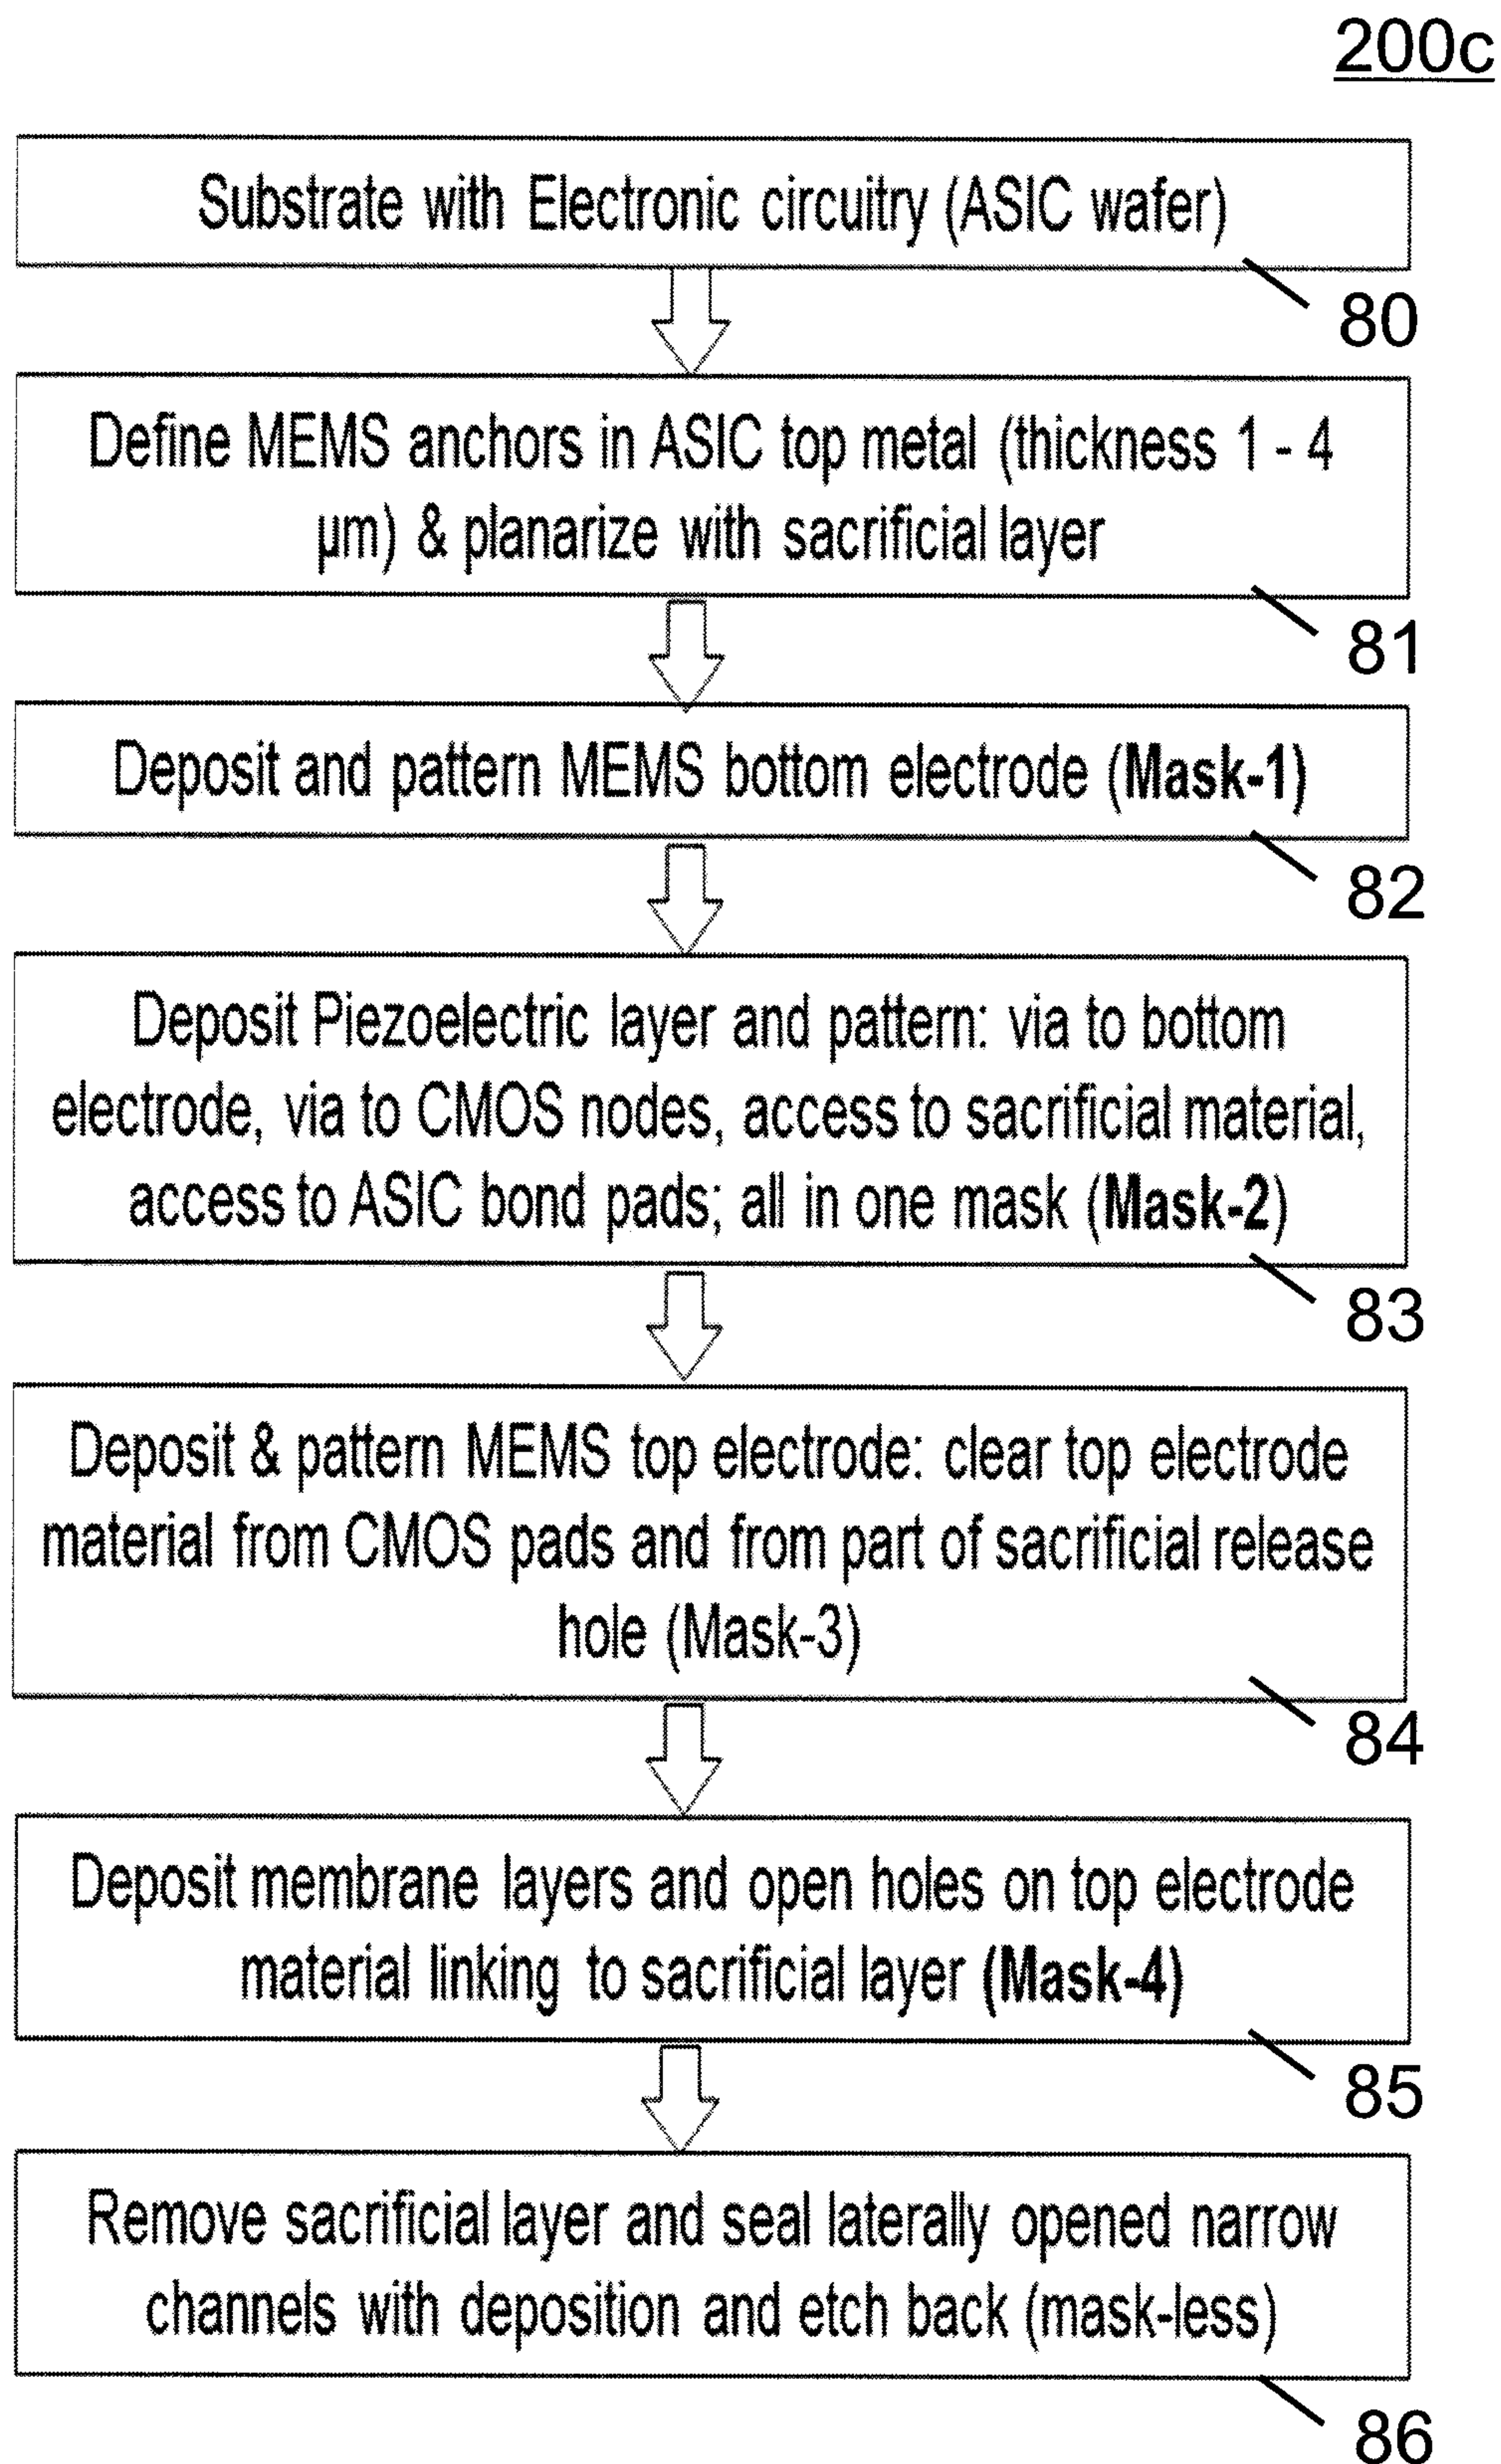 200c
Substrate with Electronic circuitry (ASIC wafer)
80
Define MEMS anchors in ASIC top metal (thickness 1 - 4
µm) & planarize with sacrificial layer
81
Deposit and pattern MEMS bottom electrode (Mask-1)
82
Deposit Piezoelectric layer and pattern: via to bottom
electrode, via to CMOS nodes, access to sacrificial material,
access to ASIC bond pads; all in one mask (Mask-2)
83
Deposit & pattern MEMS top electrode: clear top electrode
material from CMOS pads and from part of sacrificial release
hole (Mask-3)
84
Deposit membrane layers and open holes on top electrode
material linking to sacrificial layer (Mask-4)
85
Remove sacrificial layer and seal laterally opened narrow
channels with deposition and etch back (mask-less)
86